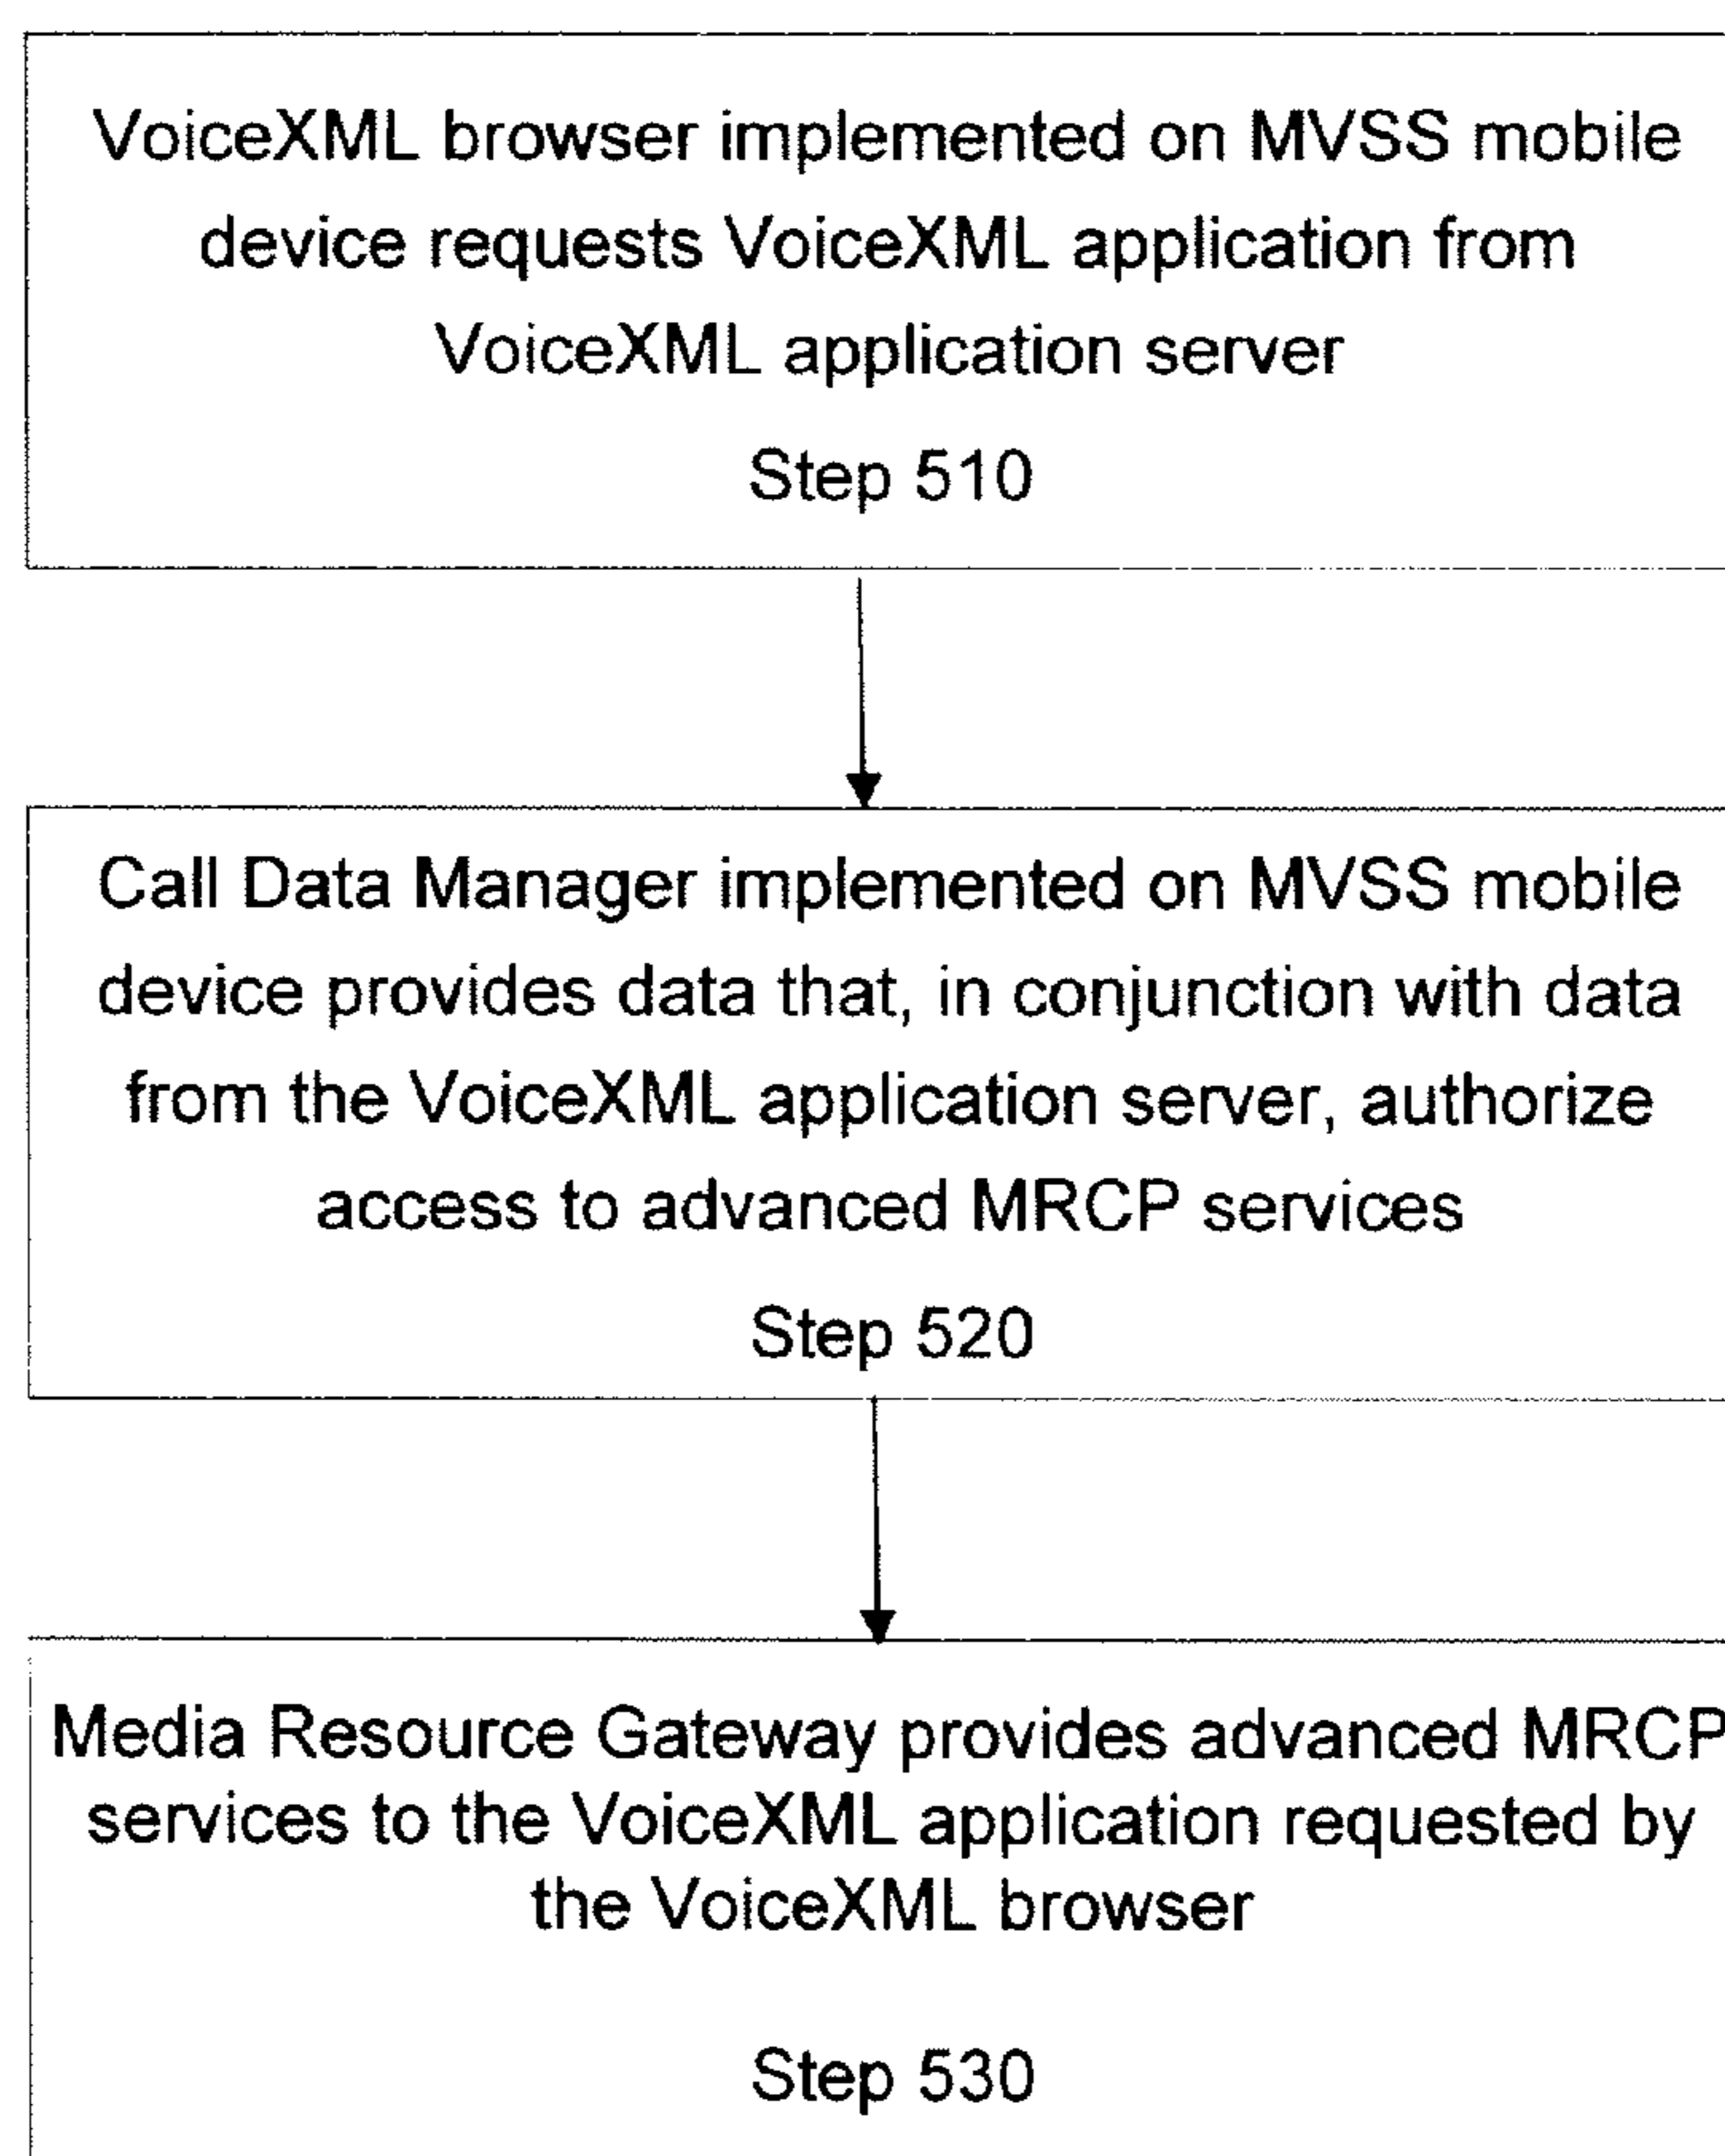 VoiceXML browser implemented on MVSS mobile
device requests VoiceXML application from
VoiceXML application server
Step 510
Call Data Manager implemented on MVSS mobile
device provides data that, in conjunction with data
from the VoiceXML application server, authorize
access to advanced MRCP services
Step 520
Media Resource Gateway provides advanced MRCP
services to the VoiceXML application requested by
the VoiceXML browser
Step 530